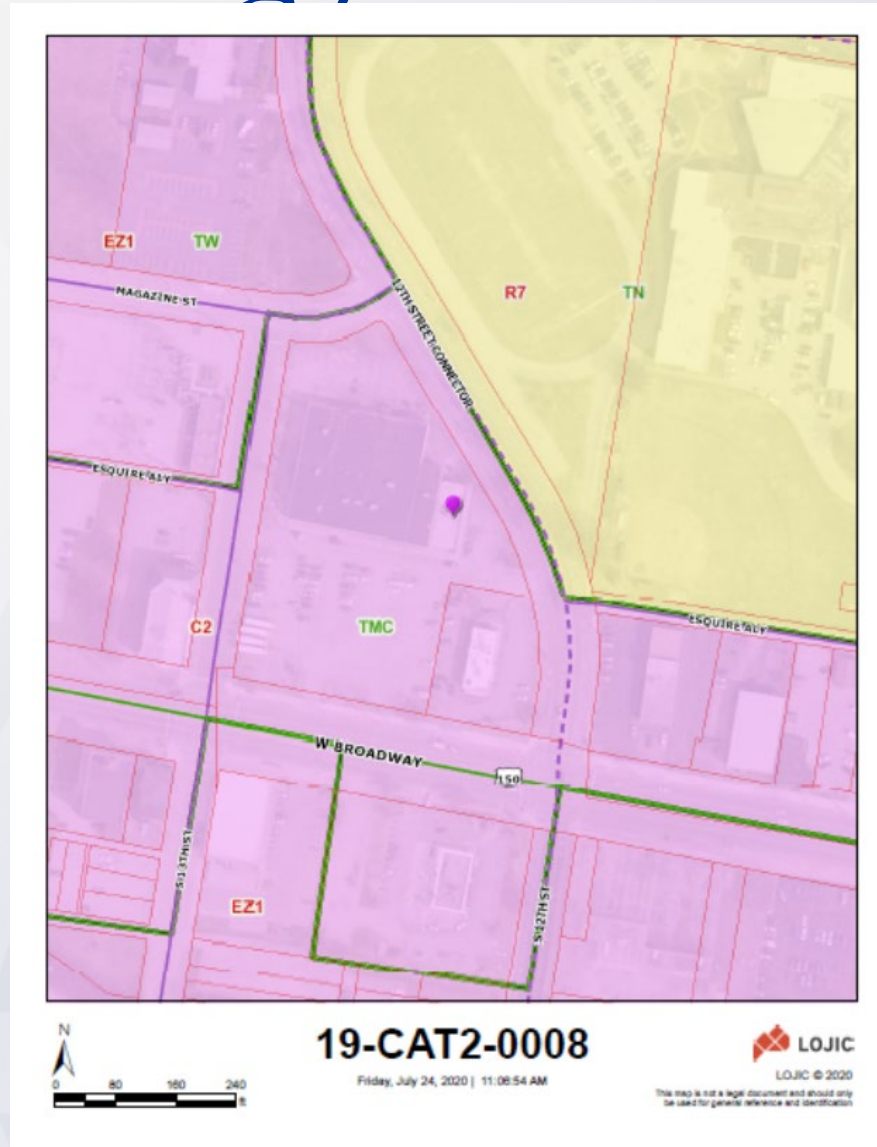 EZ1 TW
MAGAZINE ST
12TH STREET CONNECTOR
R7 TN
ESQUIRE ALY
C2 TMC
ESQUIRE ALY
W BROADWAY
150
S 13TH ST
EZ1
S 12TH ST
N
0 80 160 240
ft
19-CAT2-0008
Friday, July 24, 2020 | 11:06:54 AM
LOJIC
LOJIC © 2020
This map is not a legal document and should only
be used for general reference and identification